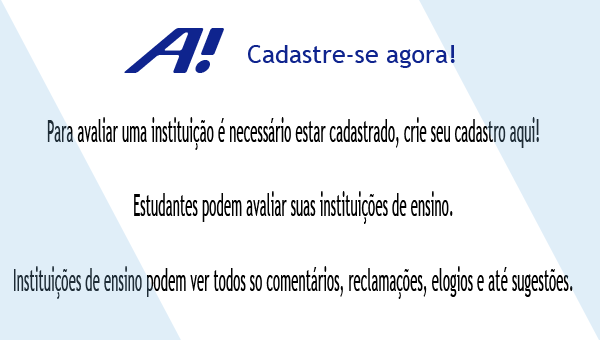 A! Cadastre-se agora!
Para avaliar uma instituição é necessário estar cadastrado, crie seu cadastro aqui!
Estudantes podem avaliar suas instituições de ensino.
Instituições de ensino podem ver todos so comentários, reclamações, elogios e até sugestões.